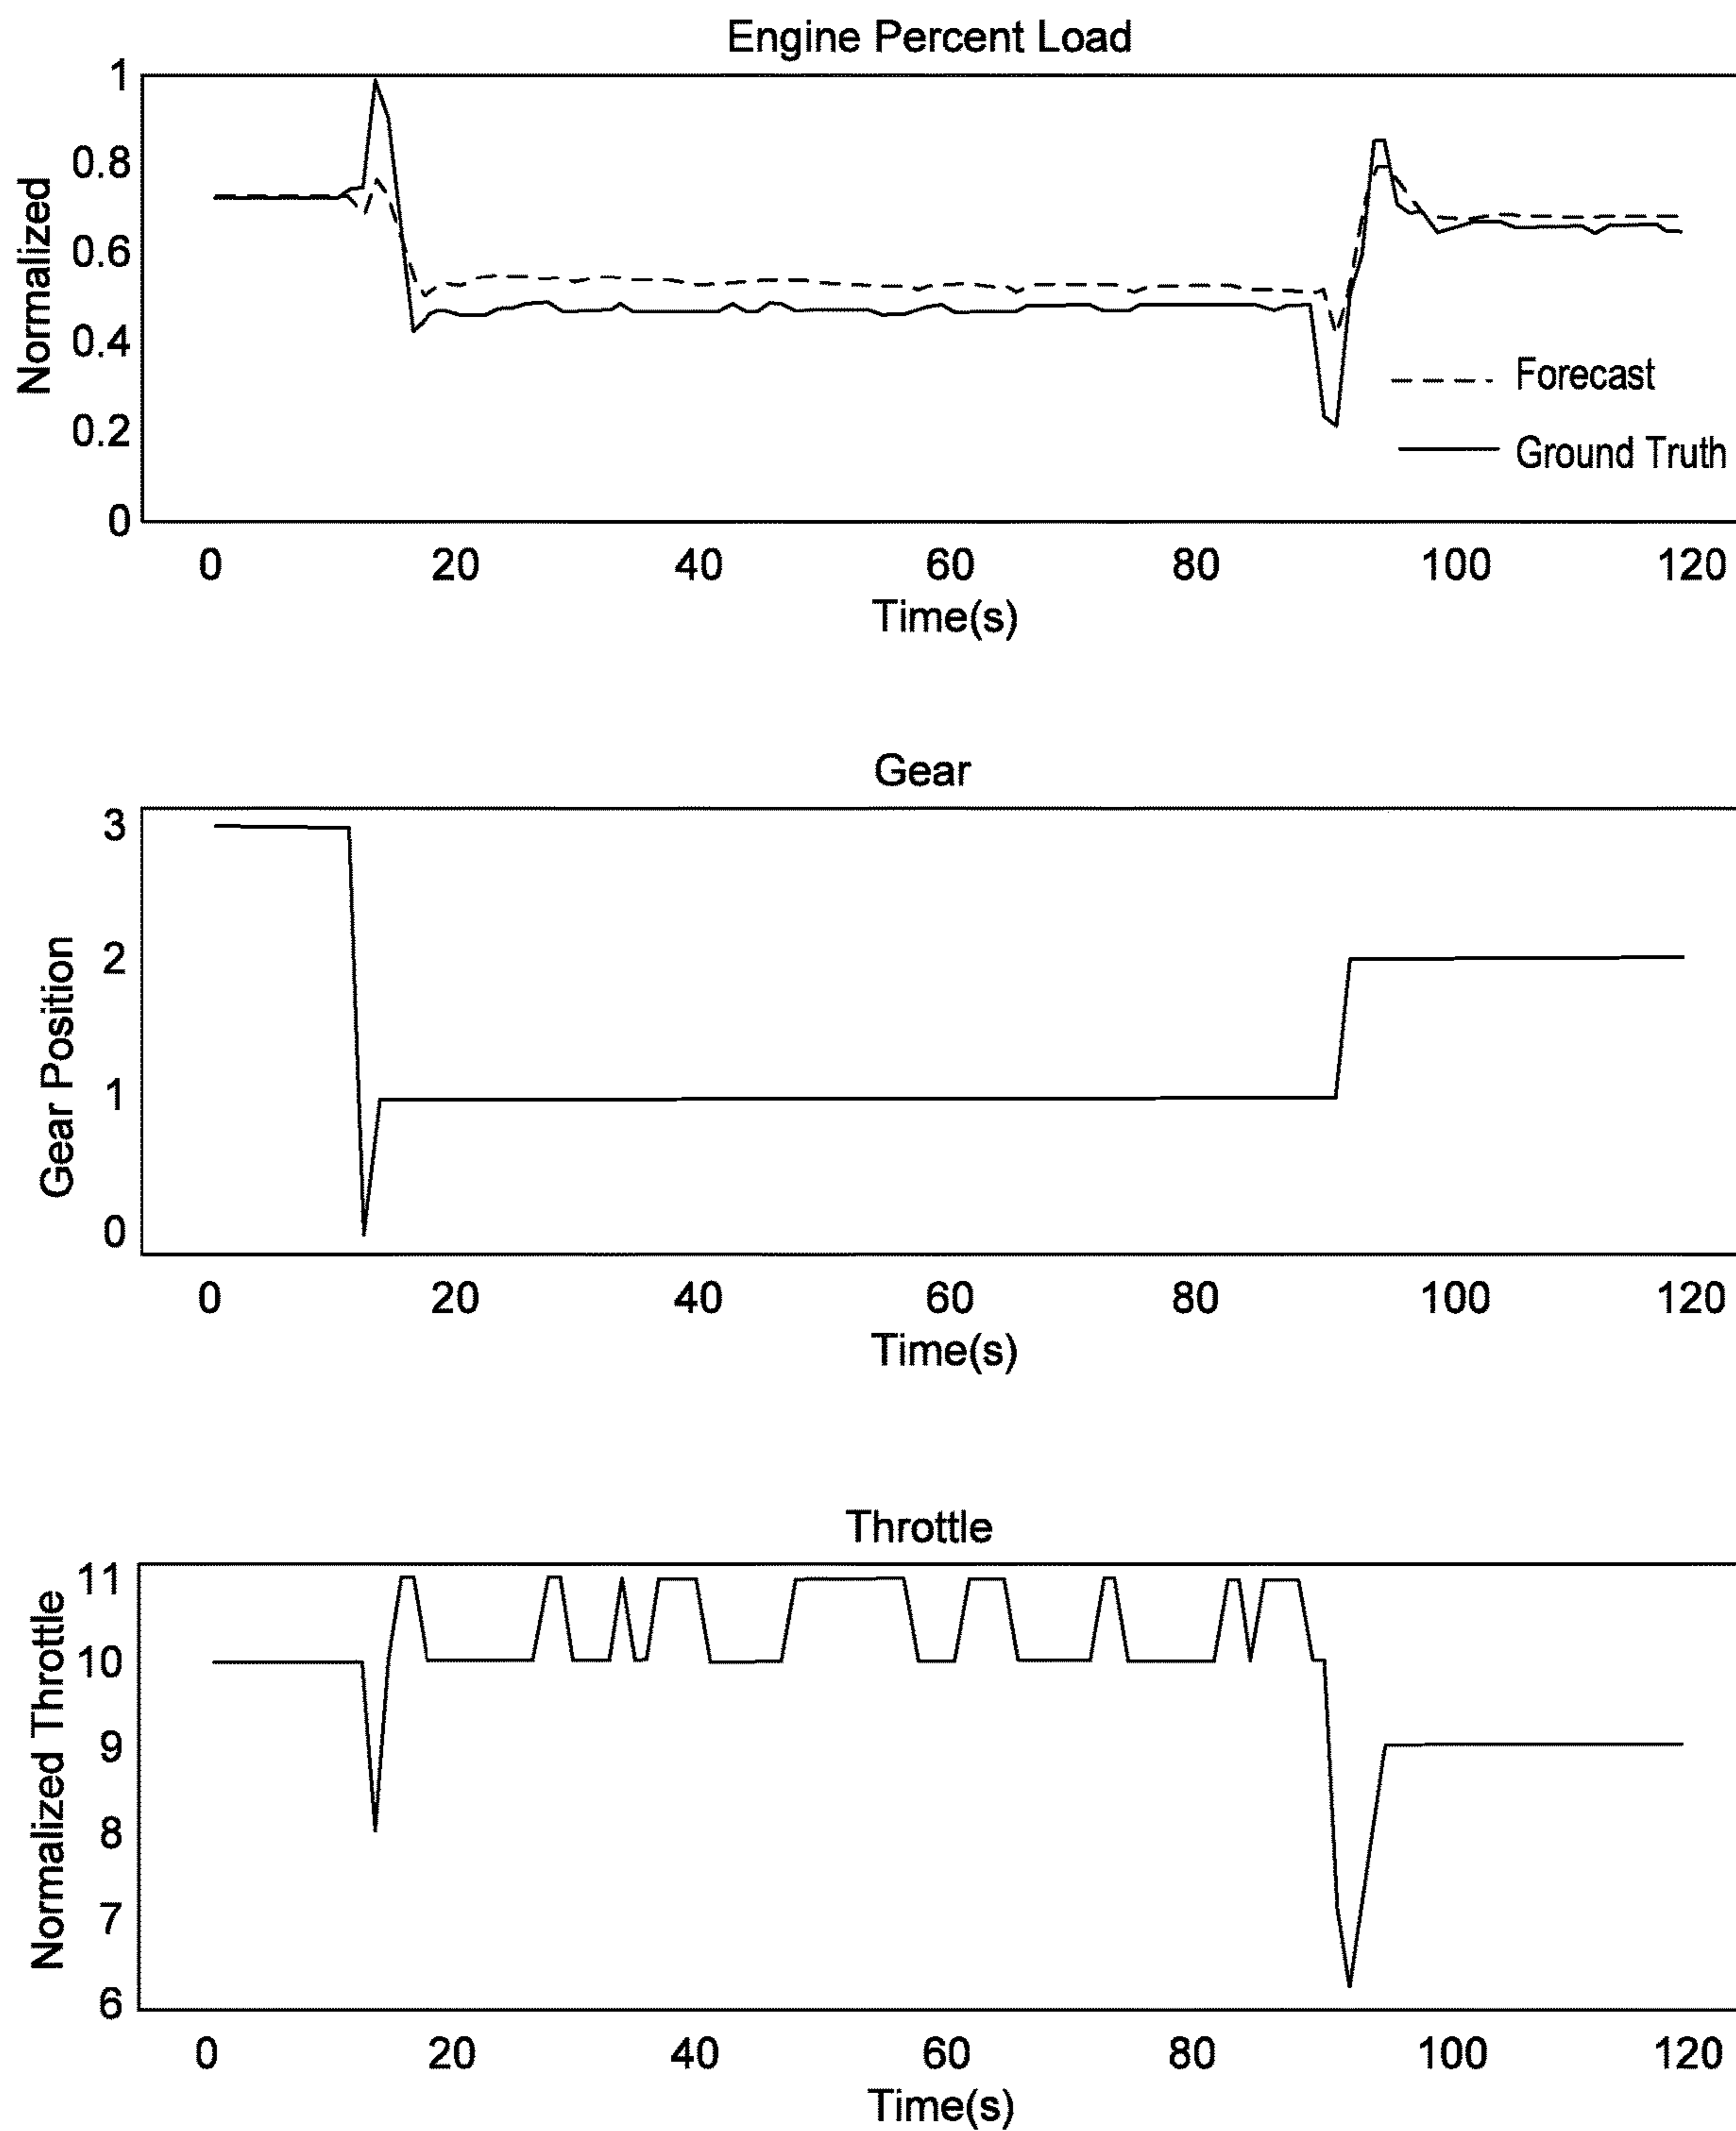 Engine Percent Load
Normalized
1
0.8
0.6
0.4
0.2
0
Forecast
Ground Truth
0 20 40 60 80 100 120
Time(s)
Gear
Gear Position
3
2
1
0
0 20 40 60 80 100 120
Time(s)
Throttle
Normalized Throttle
11
10
9
8
7
6
0 20 40 60 80 100 120
Time(s)